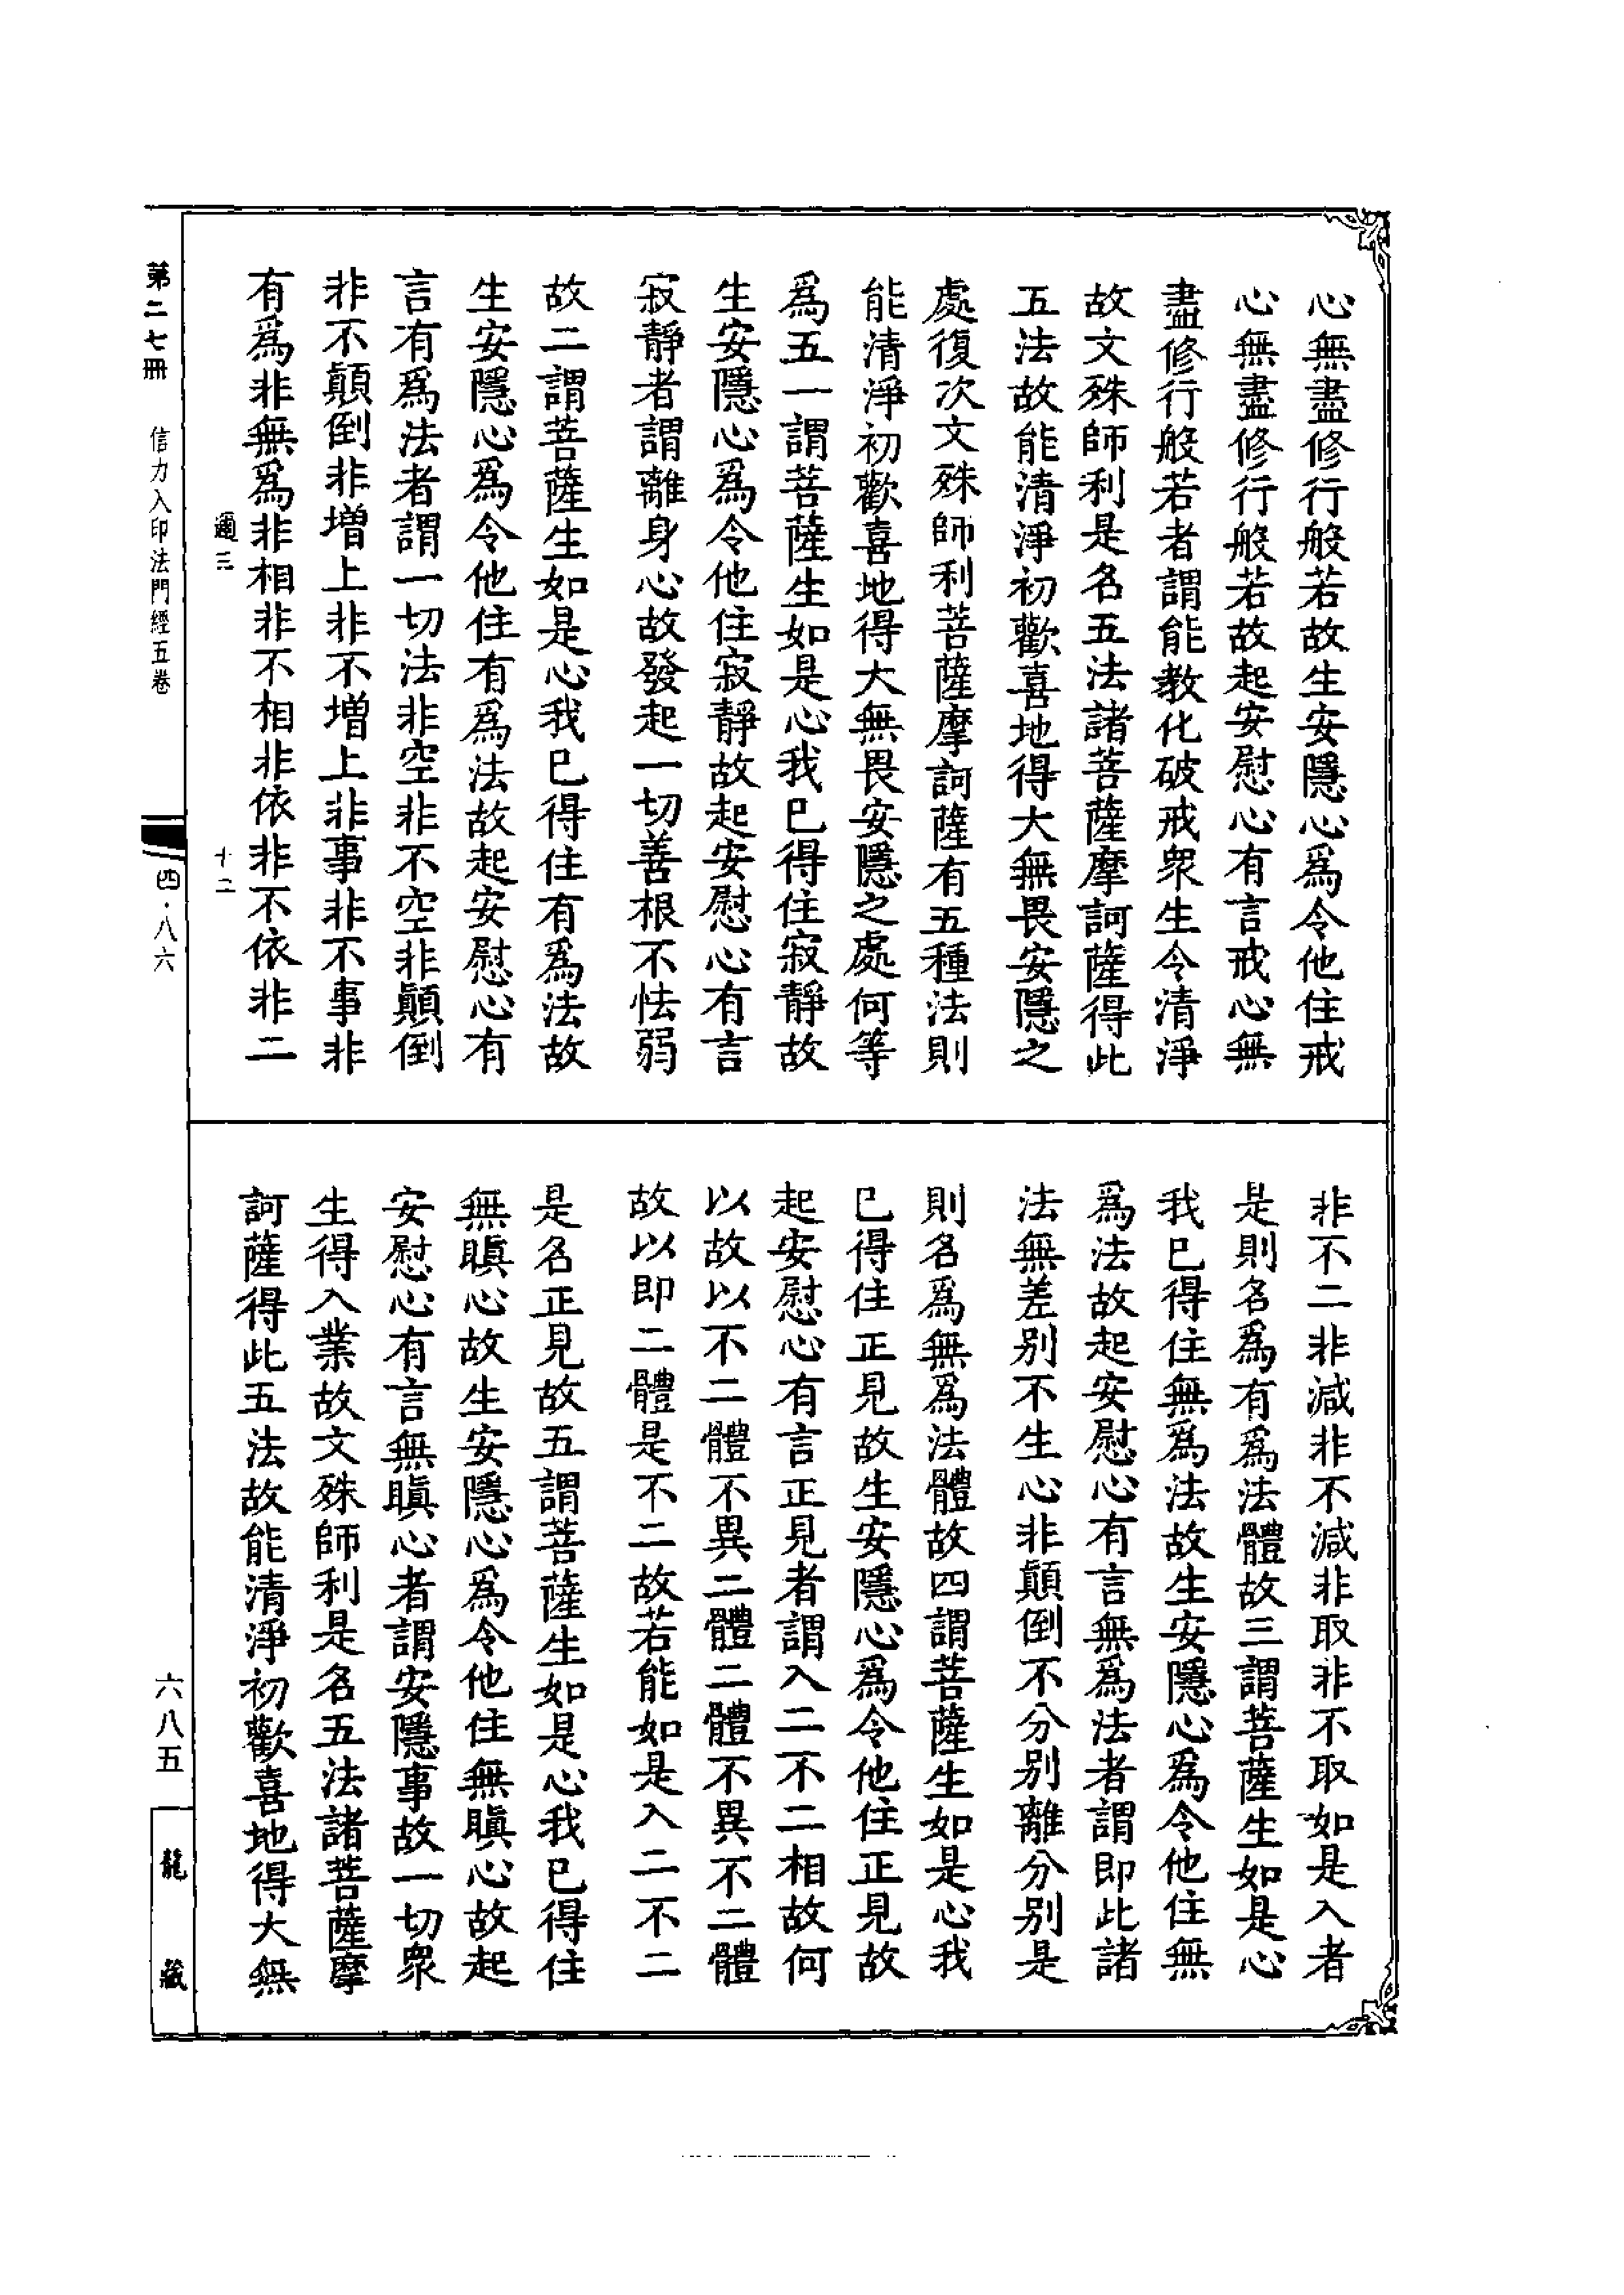 心無盡修行般若故生安隱心爲令他住戒
心無盡修行般若故起安慰心有言戒心無
盡修行般若者謂能教化破戒衆生令清淨
故文殊師利是名五法諸菩薩摩訶薩得此
五法故能清淨初歡喜地得大無畏安隱之
處復次文殊師利菩薩摩訶薩有五種法則
能清淨初歡喜地得大無畏安隱之處何等
爲五一謂菩薩生如是心我已得住寂靜故
生安隱心爲令他住寂靜故起安慰心有言
寂靜者謂離身心故發起一切善根不怯弱
故二謂菩薩生如是心我已得住有爲法故
生安隱心爲令他住有爲法故起安慰心有
言有爲法者謂一切法非空非不空非顛倒
非不顛倒非增上非不增上非事非不事非
有爲非無爲非相非不相非依非不依非二
邇三
十二
非不二非減非不減非取非不取如是入者
是則名爲有爲法體故三謂菩薩生如是心
我已得住無爲法故生安隱心爲令他住無
爲法故起安慰心有言無爲法者謂即此諸
法無差別不生心非顛倒不分別離分別是
則名爲無爲法體故四謂菩薩生如是心我
已得住正見故生安隱心爲令他住正見故
起安慰心有言正見者謂入二不二相故何
以故以不二體不異二體二體不異不二體
故以即二體是不二故若能如是入二不二
是名正見故五謂菩薩生如是心我已得住
無瞋心故生安隱心爲令他住無瞋心故起
安慰心有言無瞋心者謂安隱事故一切衆
生得入業故文殊師利是名五法諸菩薩摩
訶薩得此五法故能清淨初歡喜地得大無
第二七冊 信力入印法門經五卷
四·八六
六八五
龍藏